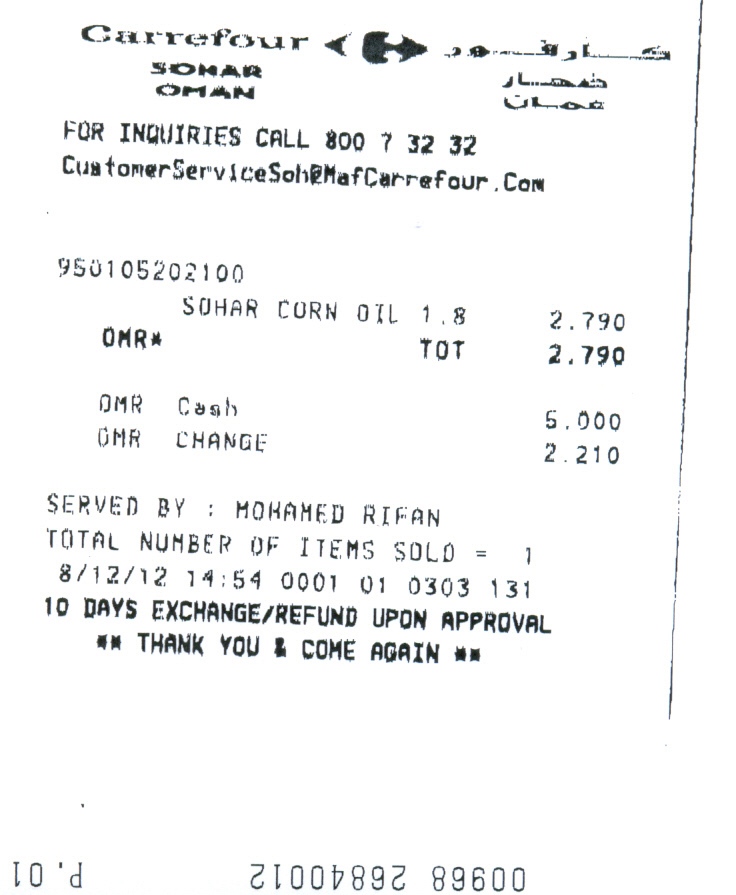 Carrefour كارفور
SOHAR صحار
OMAN عمان
FOR INQUIRIES CALL 800 7 32 32
CustomerServiceSoh@MafCarrefour.Com
950105202100
SOHAR CORN OIL 1.8 2.790
OMR* TOT 2.790
OMR Cash 5.000
OMR CHANGE 2.210
SERVED BY : MOHAMED RIFAN
TOTAL NUMBER OF ITEMS SOLD = 1
8/12/12 14:54 0001 01 0303 131
10 DAYS EXCHANGE/REFUND UPON APPROVAL
** THANK YOU & COME AGAIN **
00968 26840012 P.01